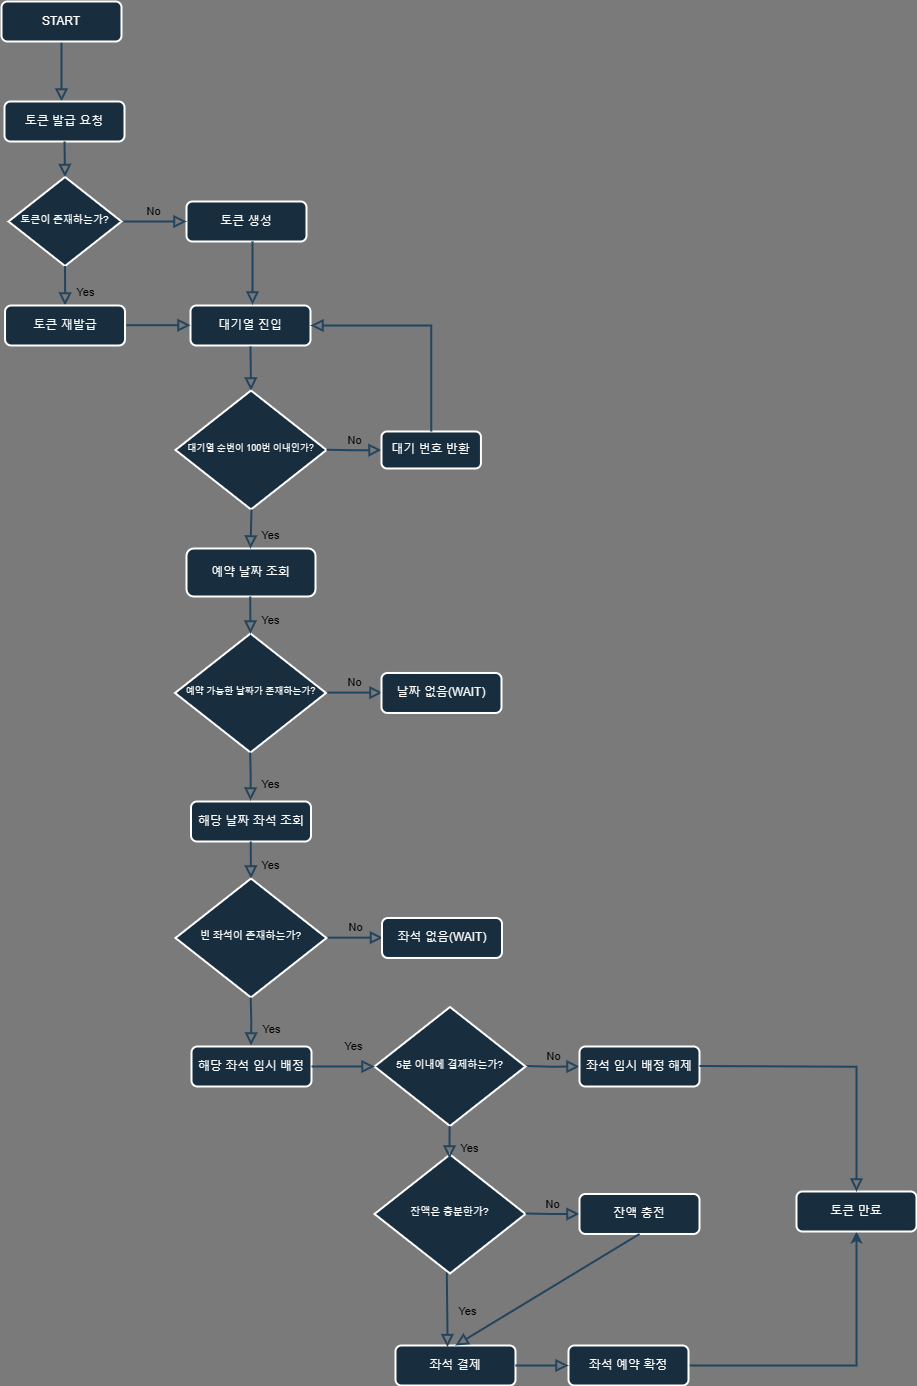 START
토큰 발급 요청
토큰이 존재하는가?
No
토큰 생성
Yes
토큰 재발급
대기열 진입
대기열 순번이 100번 이내인가?
No
대기 번호 반환
Yes
예약 날짜 조회
Yes
예약 가능한 날짜가 존재하는가?
No
날짜 없음(WAIT)
Yes
해당 날짜 좌석 조회
Yes
빈 좌석이 존재하는가?
No
좌석 없음(WAIT)
Yes
해당 좌석 임시 배정
Yes
5분 이내에 결제하는가?
No
좌석 임시 배정 해제
Yes
잔액은 충분한가?
No
잔액 충전
토큰 만료
Yes
좌석 결제
좌석 예약 확정